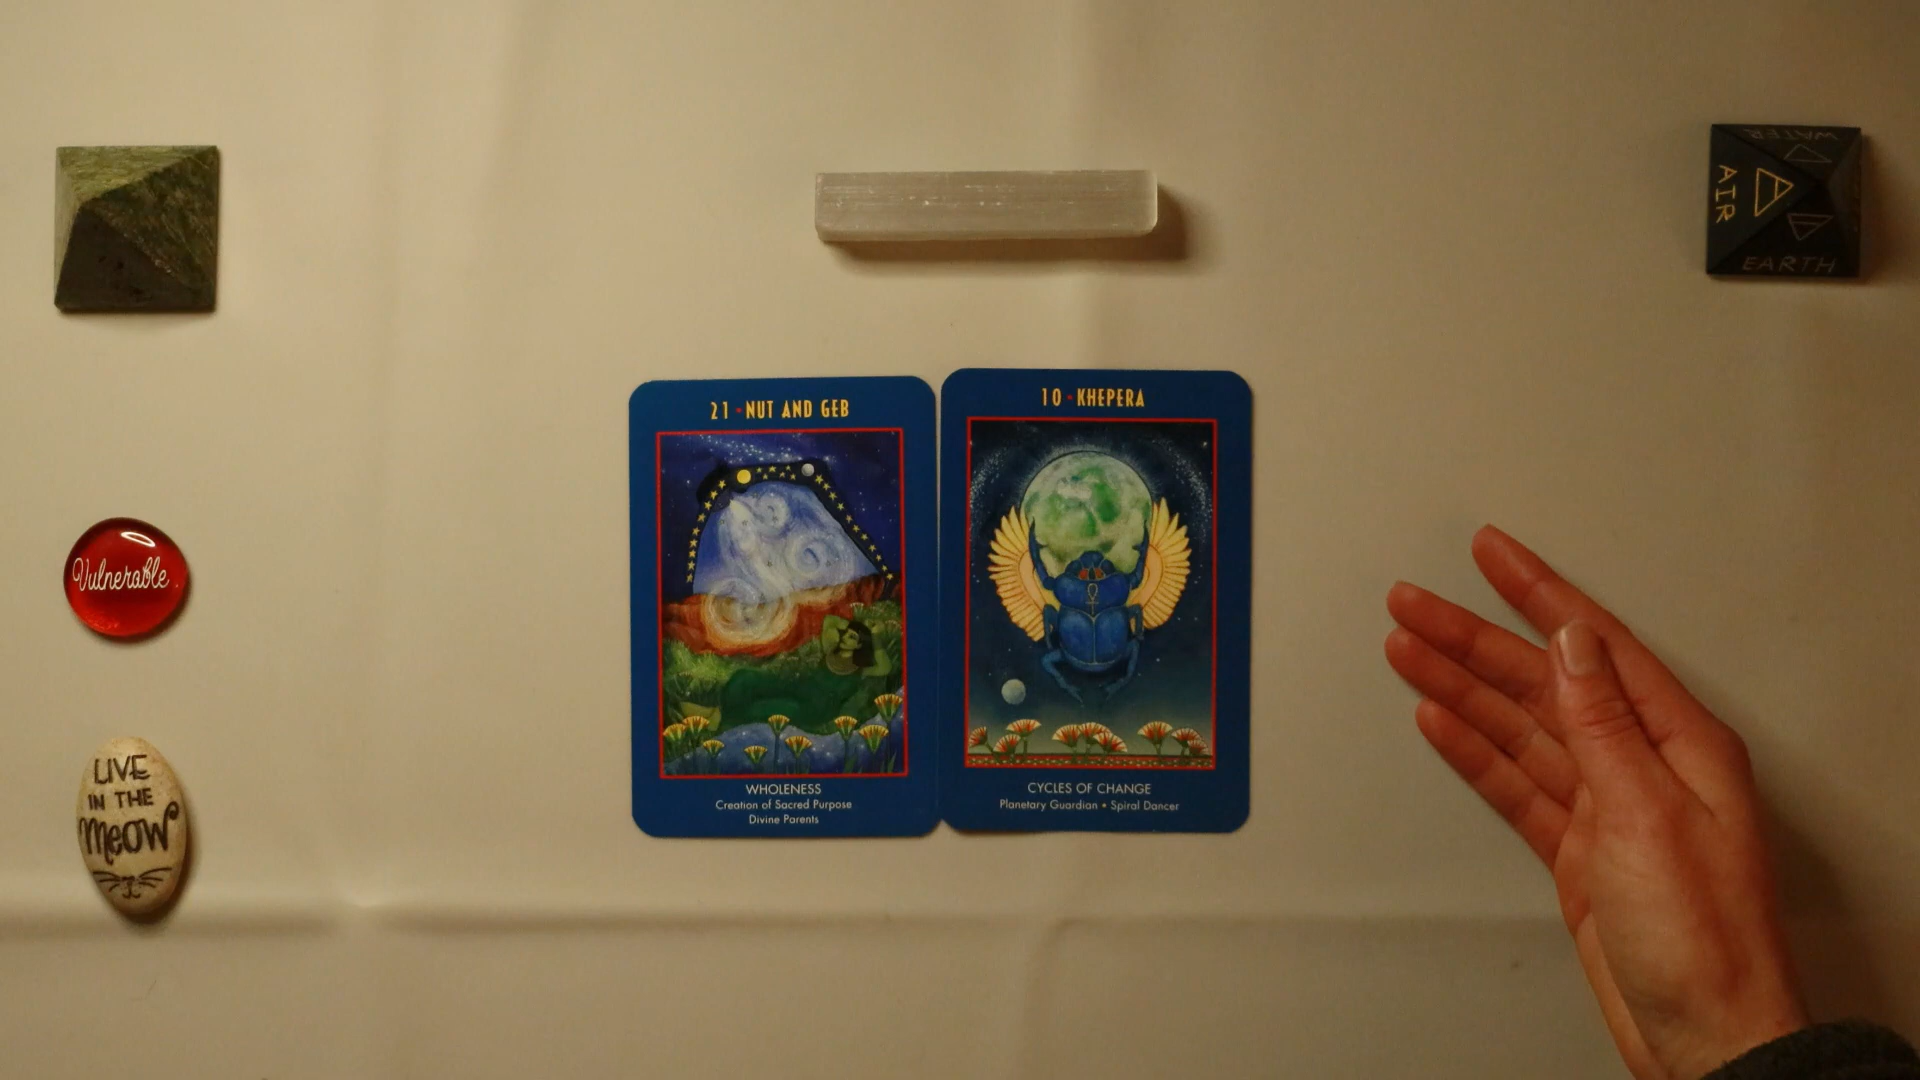 WATER
AIR
EARTH
21 • NUT AND GEB
10 • KHEPERA
Vulnerable.
LIVE
IN THE
MEOW
WHOLENESS
Creation of Sacred Purpose
Divine Parents
CYCLES OF CHANGE
Planetary Guardian • Spiral Dancer